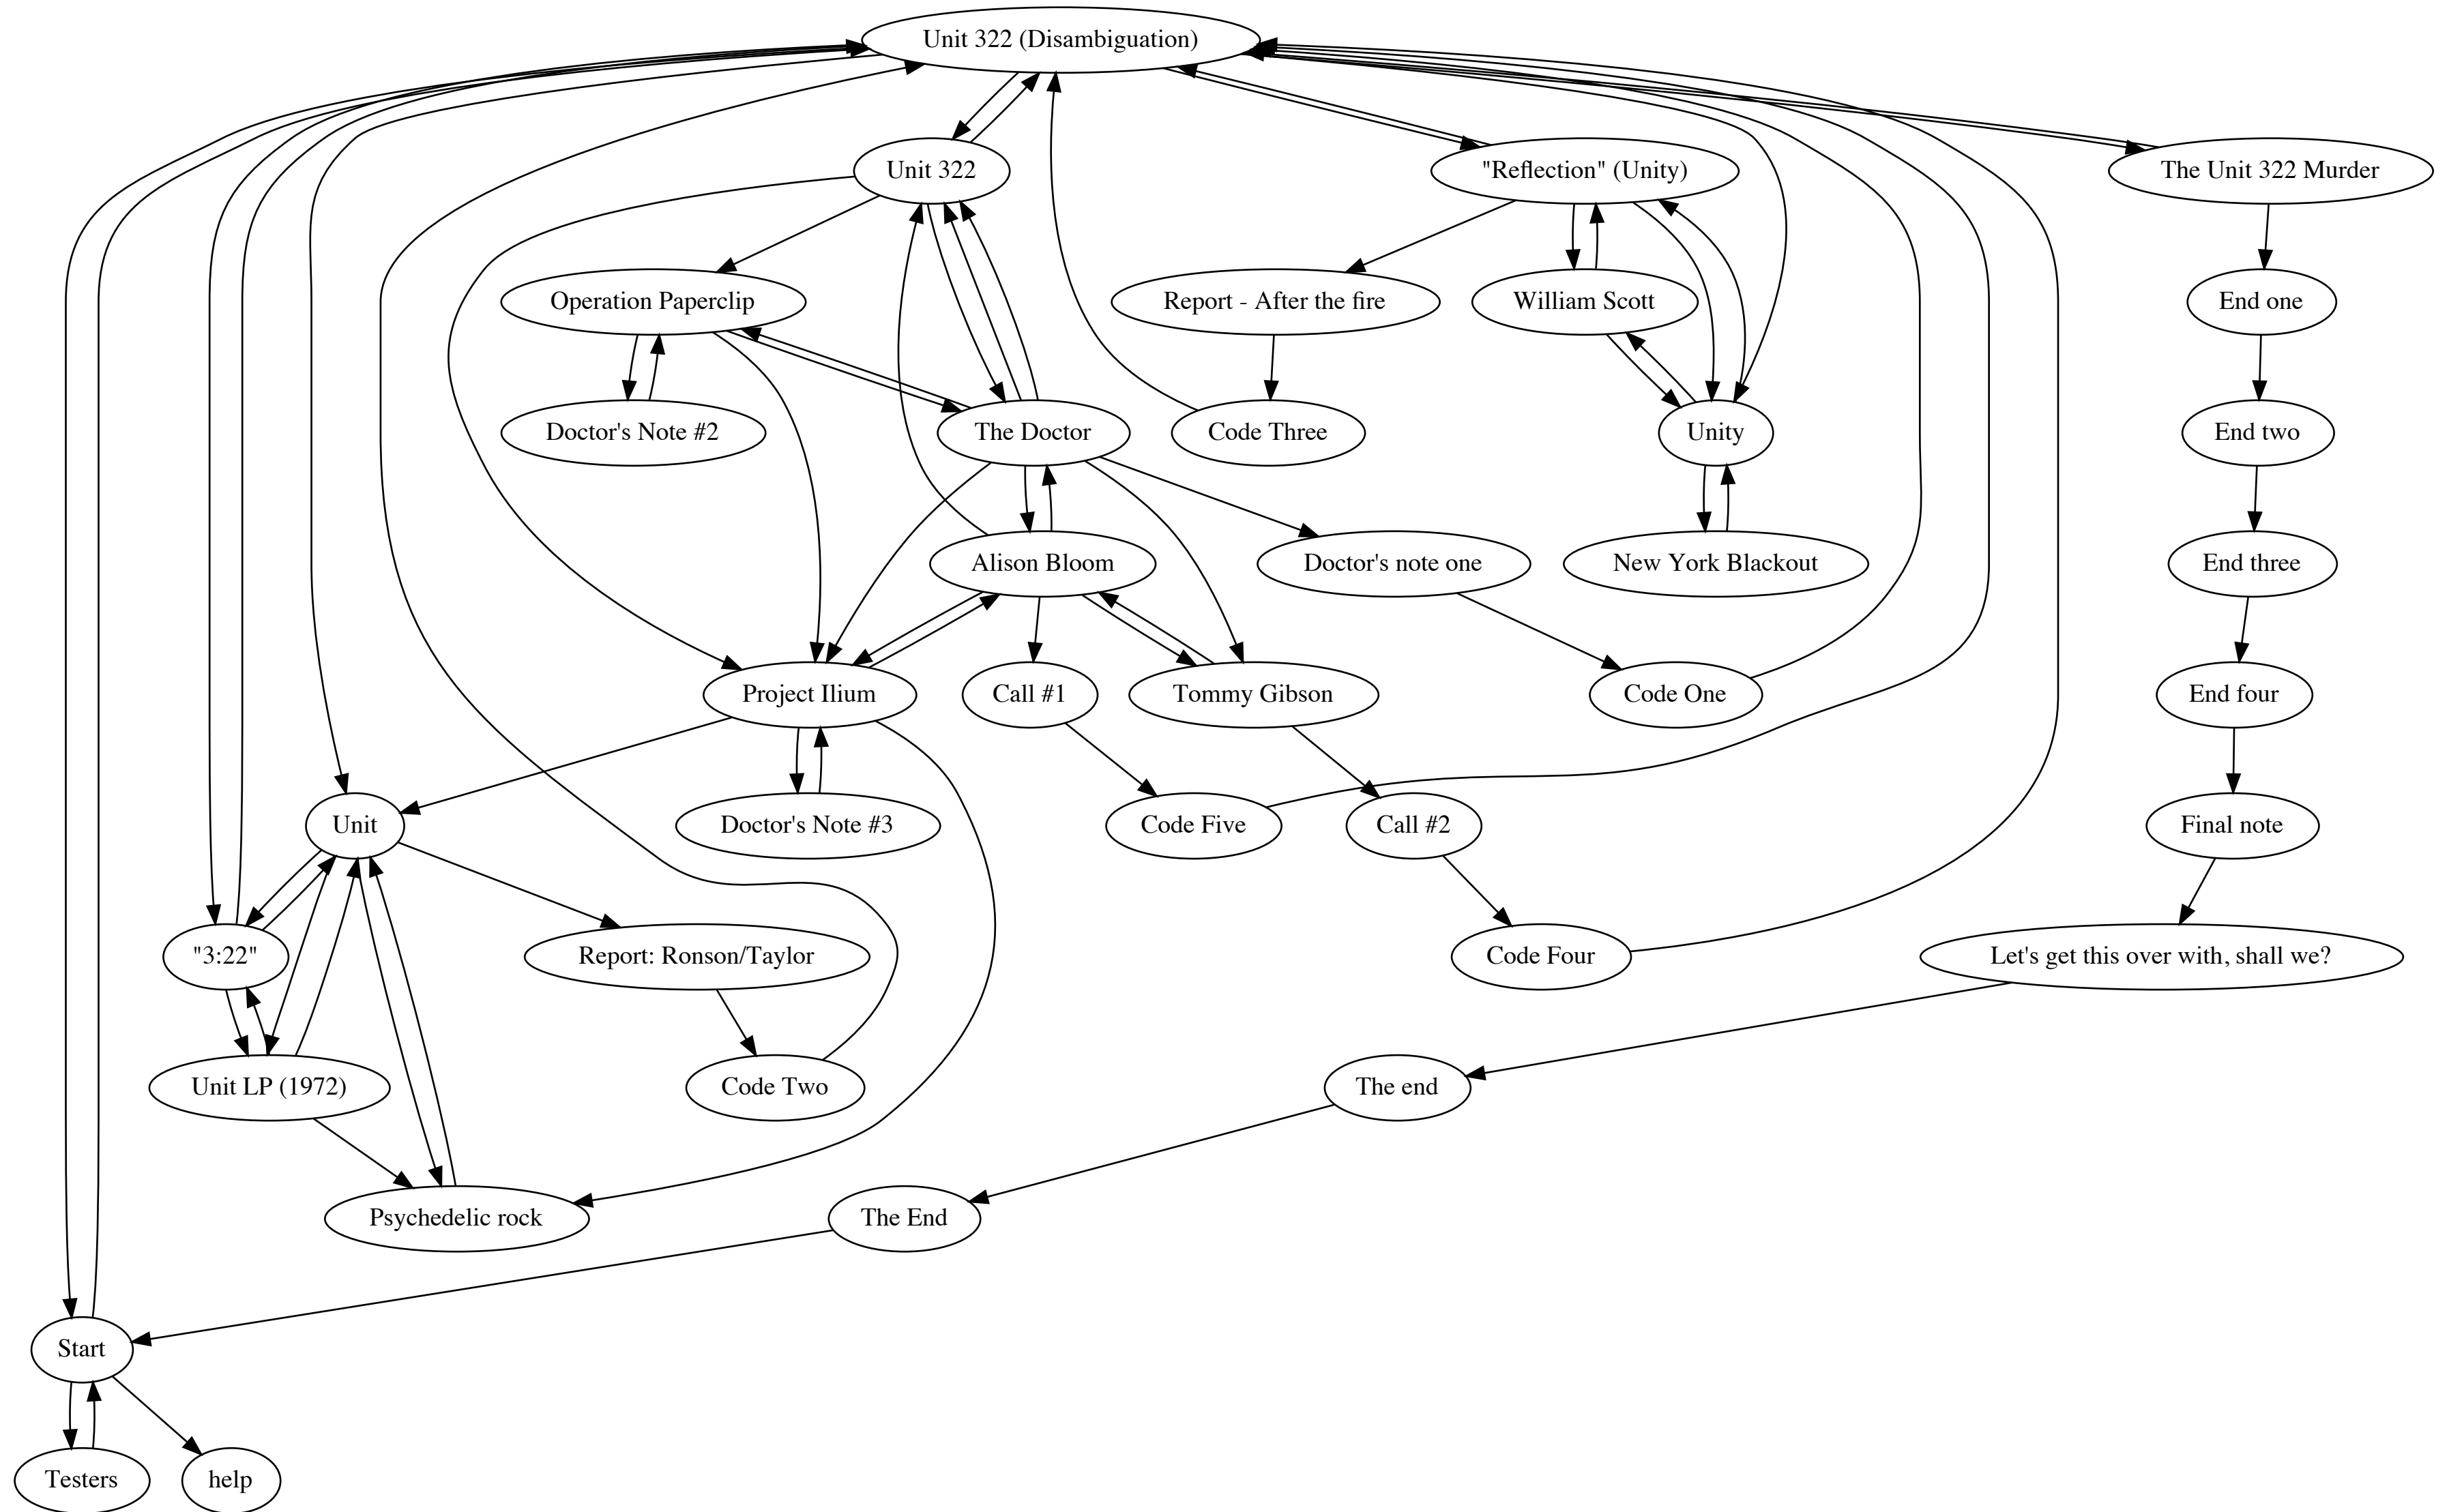 Unit 322 (Disambiguation)
Unit 322
"Reflection" (Unity)
The Unit 322 Murder
Operation Paperclip
Report - After the fire
William Scott
End one
Doctor's Note #2
The Doctor
Code Three
Unity
End two
Alison Bloom
Doctor's note one
New York Blackout
End three
Project Ilium
Call #1
Tommy Gibson
Code One
End four
Unit
Doctor's Note #3
Code Five
Call #2
Final note
"3:22"
Report: Ronson/Taylor
Code Four
Let's get this over with, shall we?
Unit LP (1972)
Code Two
The end
Psychedelic rock
The End
Start
Testers
help